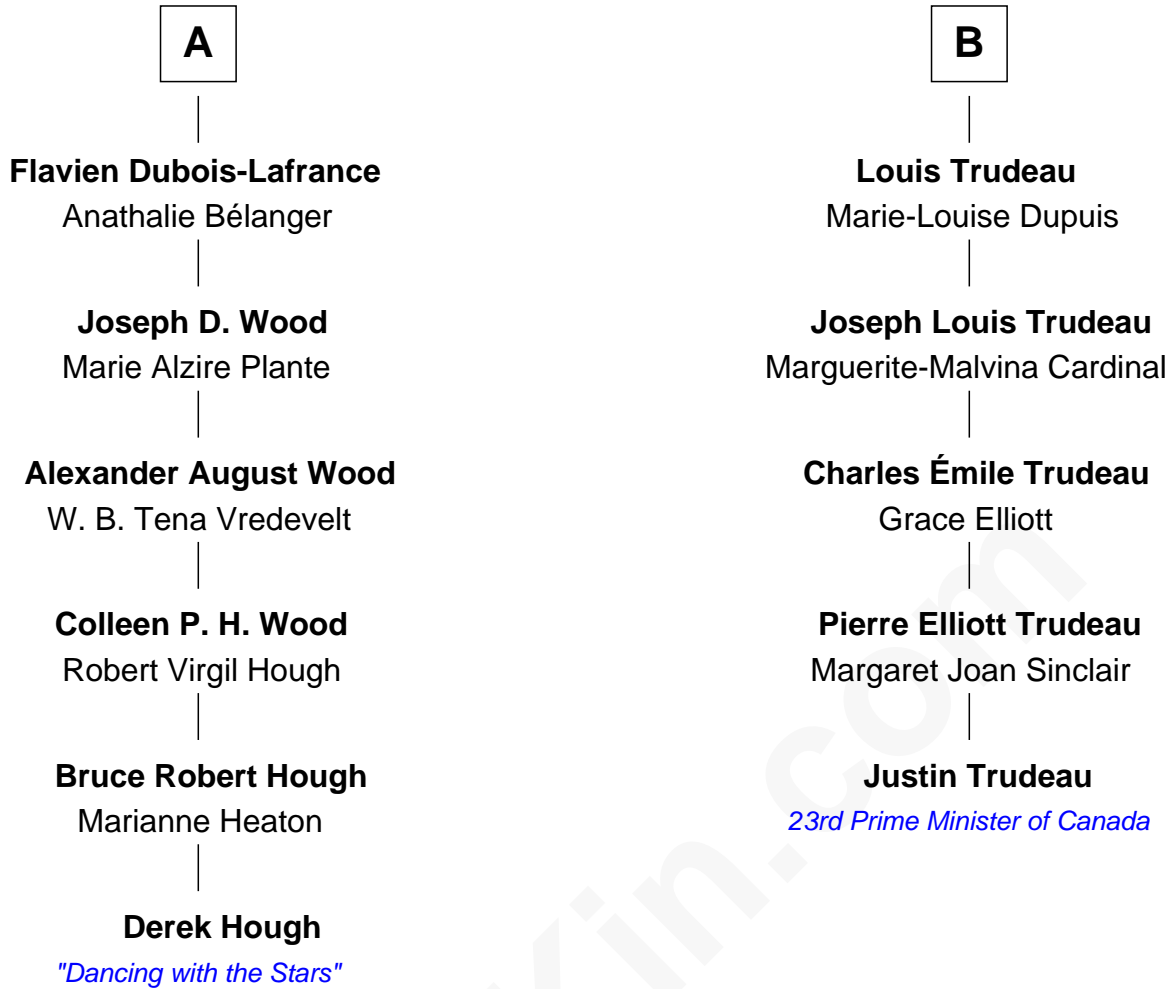 A
Flavien Dubois-Lafrance
Anathalie Bélanger
Joseph D. Wood
Marie Alzire Plante
Alexander August Wood
W. B. Tena Vredevelt
Colleen P. H. Wood
Robert Virgil Hough
Bruce Robert Hough
Marianne Heaton
Derek Hough
"Dancing with the Stars"
B
Louis Trudeau
Marie-Louise Dupuis
Joseph Louis Trudeau
Marguerite-Malvina Cardinal
Charles Émile Trudeau
Grace Elliott
Pierre Elliott Trudeau
Margaret Joan Sinclair
Justin Trudeau
23rd Prime Minister of Canada
Kin.com